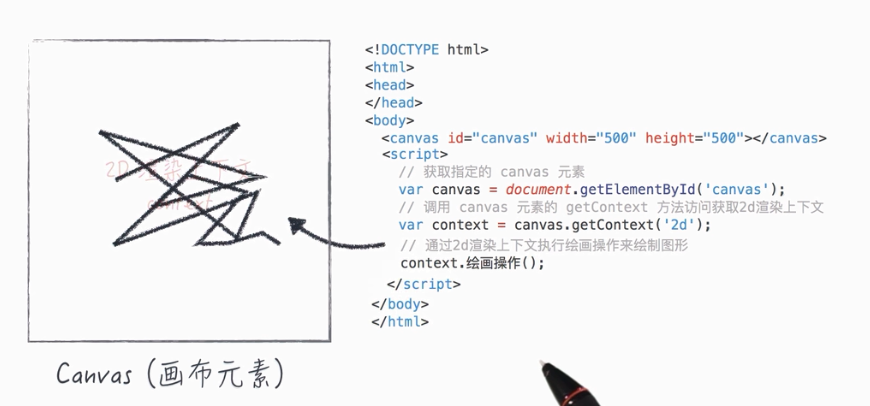 2D 渲染上下文
context
<!DOCTYPE html>
<html>
<head>
</head>
<body>
<canvas id="canvas" width="500" height="500"></canvas>
<script>
// 获取指定的 canvas 元素
var canvas = document.getElementById('canvas');
// 调用 canvas 元素的 getContext 方法访问获取2d渲染上下文
var context = canvas.getContext('2d');
// 通过2d渲染上下文执行绘画操作来绘制图形
context.绘画操作();
</script>
</body>
</html>
Canvas (画布元素)